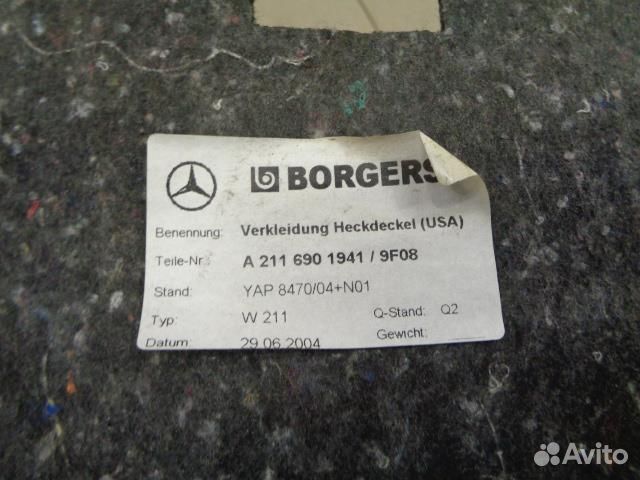 BORGERS
Benennung: Verkleidung Heckdeckel (USA)
Teile-Nr.: A 211 690 1941 / 9F08
Stand: YAP 8470/04+N01
Typ: W 211 Q-Stand: Q2
Datum: 29.06.2004 Gewicht:
Avito